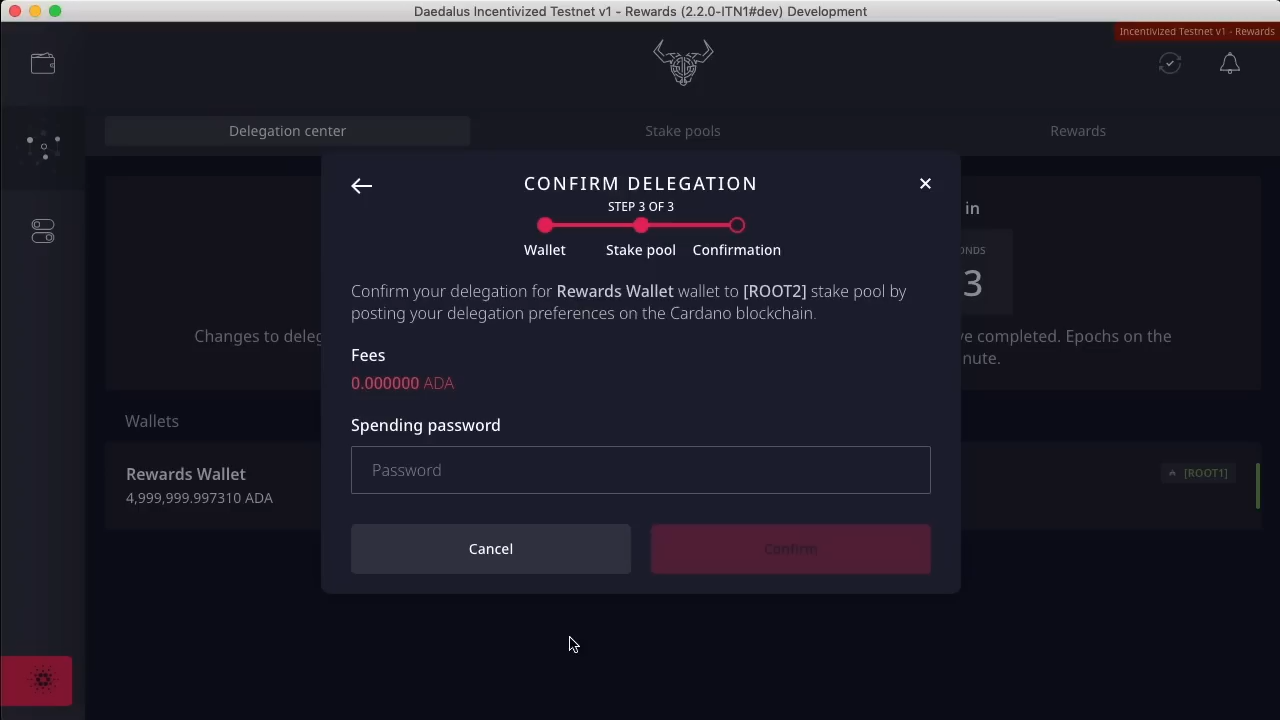 Daedalus Incentivized Testnet v1 - Rewards (2.2.0-ITN1#dev) Development
Incentivized Testnet v1 - Rewards
Delegation center
Stake pools
Rewards
CONFIRM DELEGATION
STEP 3 OF 3
Wallet
Stake pool
Confirmation
Confirm your delegation for Rewards Wallet wallet to [ROOT2] stake pool by
posting your delegation preferences on the Cardano blockchain.
Fees
0.000000 ADA
Spending password
Password
Cancel
Confirm
in
3
Changes to
completed. Epochs on the
Wallets
Rewards Wallet
4,999,999.997310 ADA
[ROOT1]